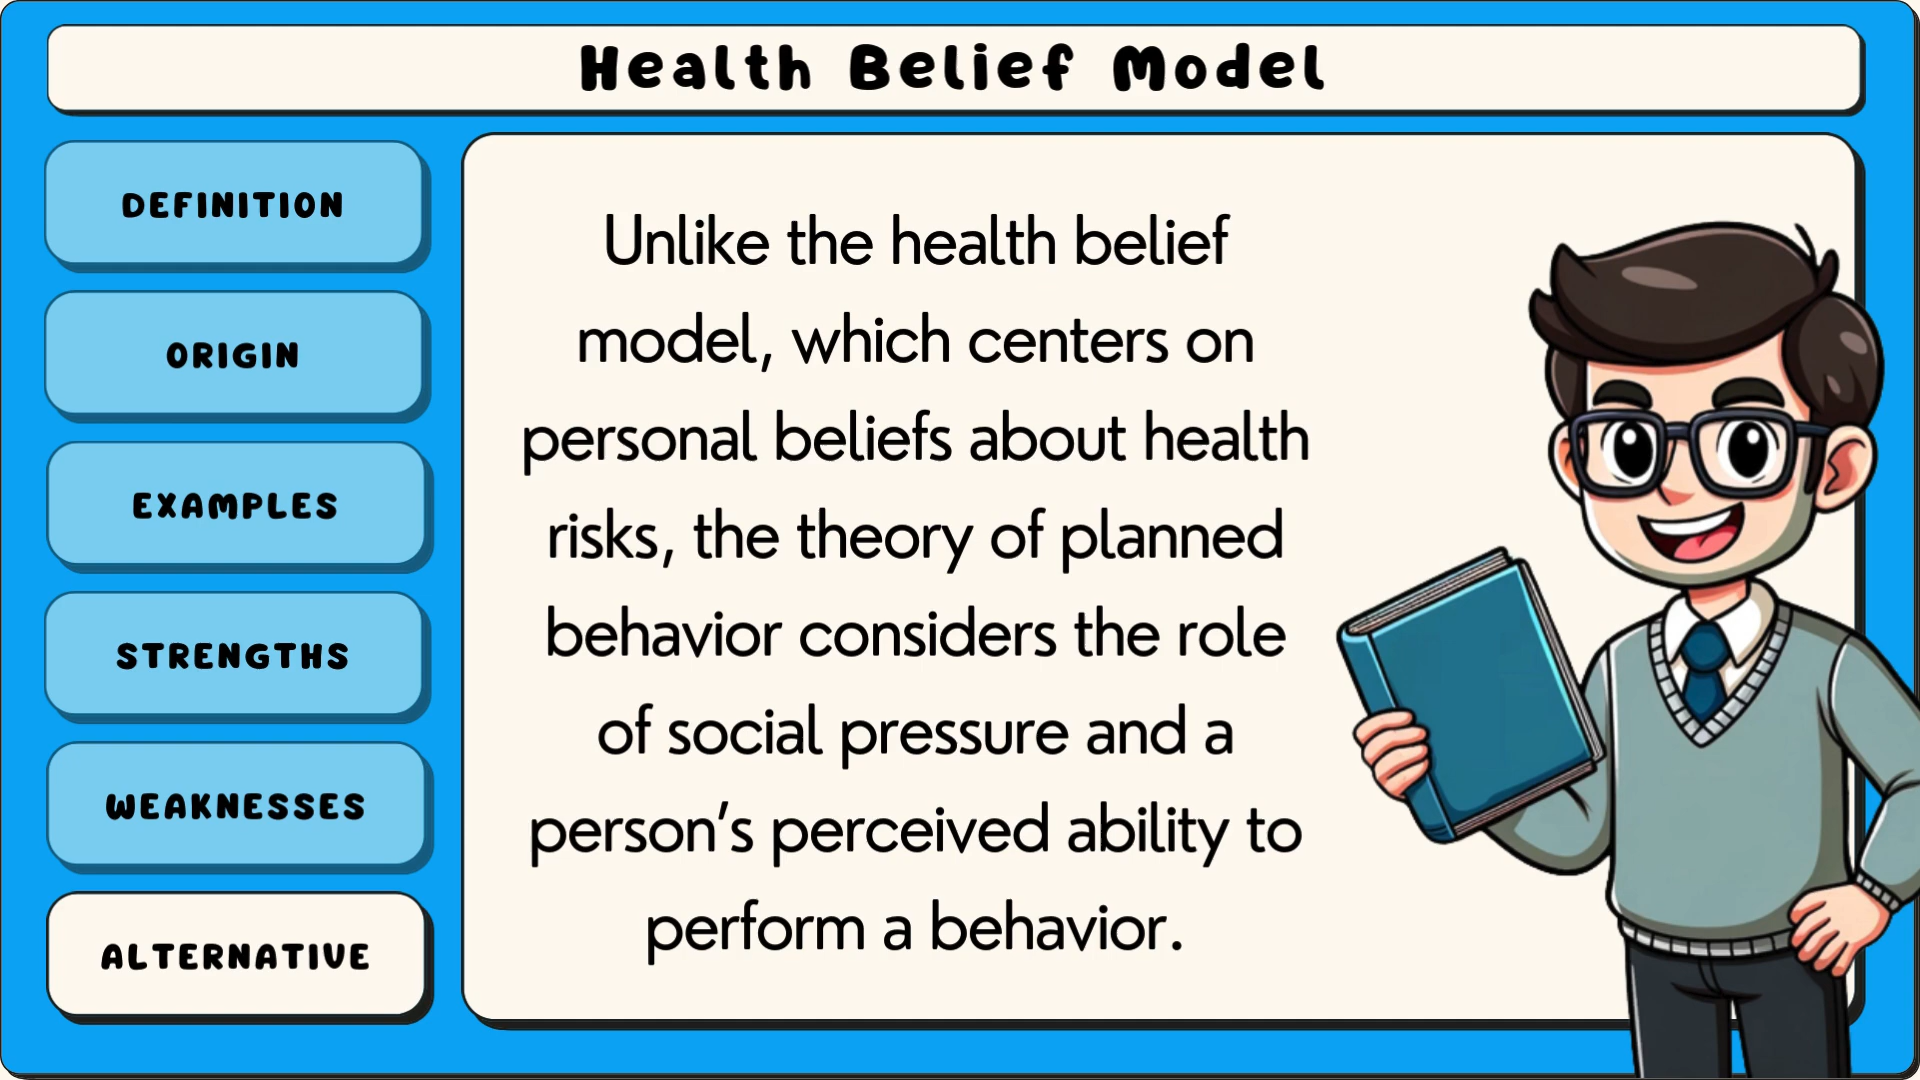 Health Belief Model
DEFINITION
ORIGIN
EXAMPLES
STRENGTHS
WEAKNESSES
ALTERNATIVE
Unlike the health belief
model, which centers on
personal beliefs about health
risks, the theory of planned
behavior considers the role
of social pressure and a
person's perceived ability to
perform a behavior.